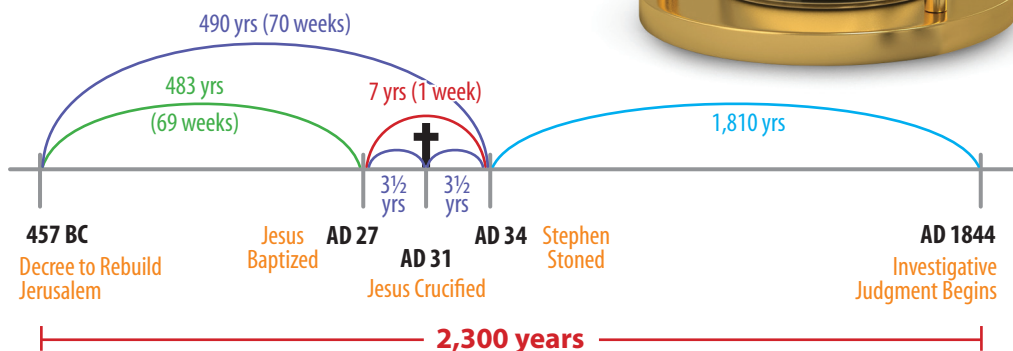 490 yrs (70 weeks)
483 yrs
(69 weeks)
7 yrs (1 week)
1,810 yrs
3½
yrs
3½
yrs
457 BC
Decree to Rebuild
Jerusalem
Jesus
Baptized
AD 27
AD 31
Jesus Crucified
AD 34
Stephen
Stoned
AD 1844
Investigative
Judgment Begins
2,300 years